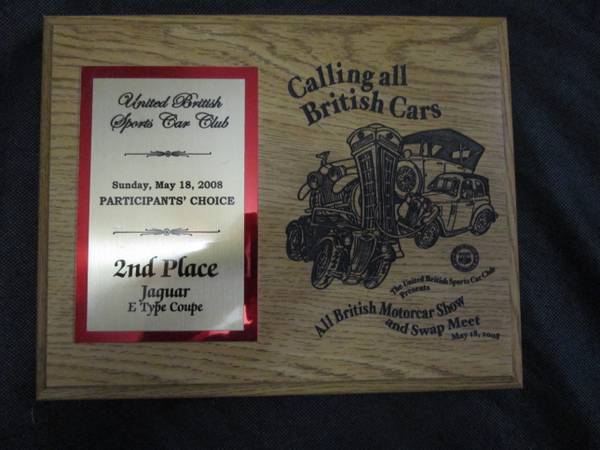 United British
Sports Car Club
Sunday, May 18, 2008
PARTICIPANTS' CHOICE
2nd Place
Jaguar
E Type Coupe
Calling all
British Cars
The United British Sports Car Club
Presents
All British Motorcar Show
and Swap Meet
May 18, 2008